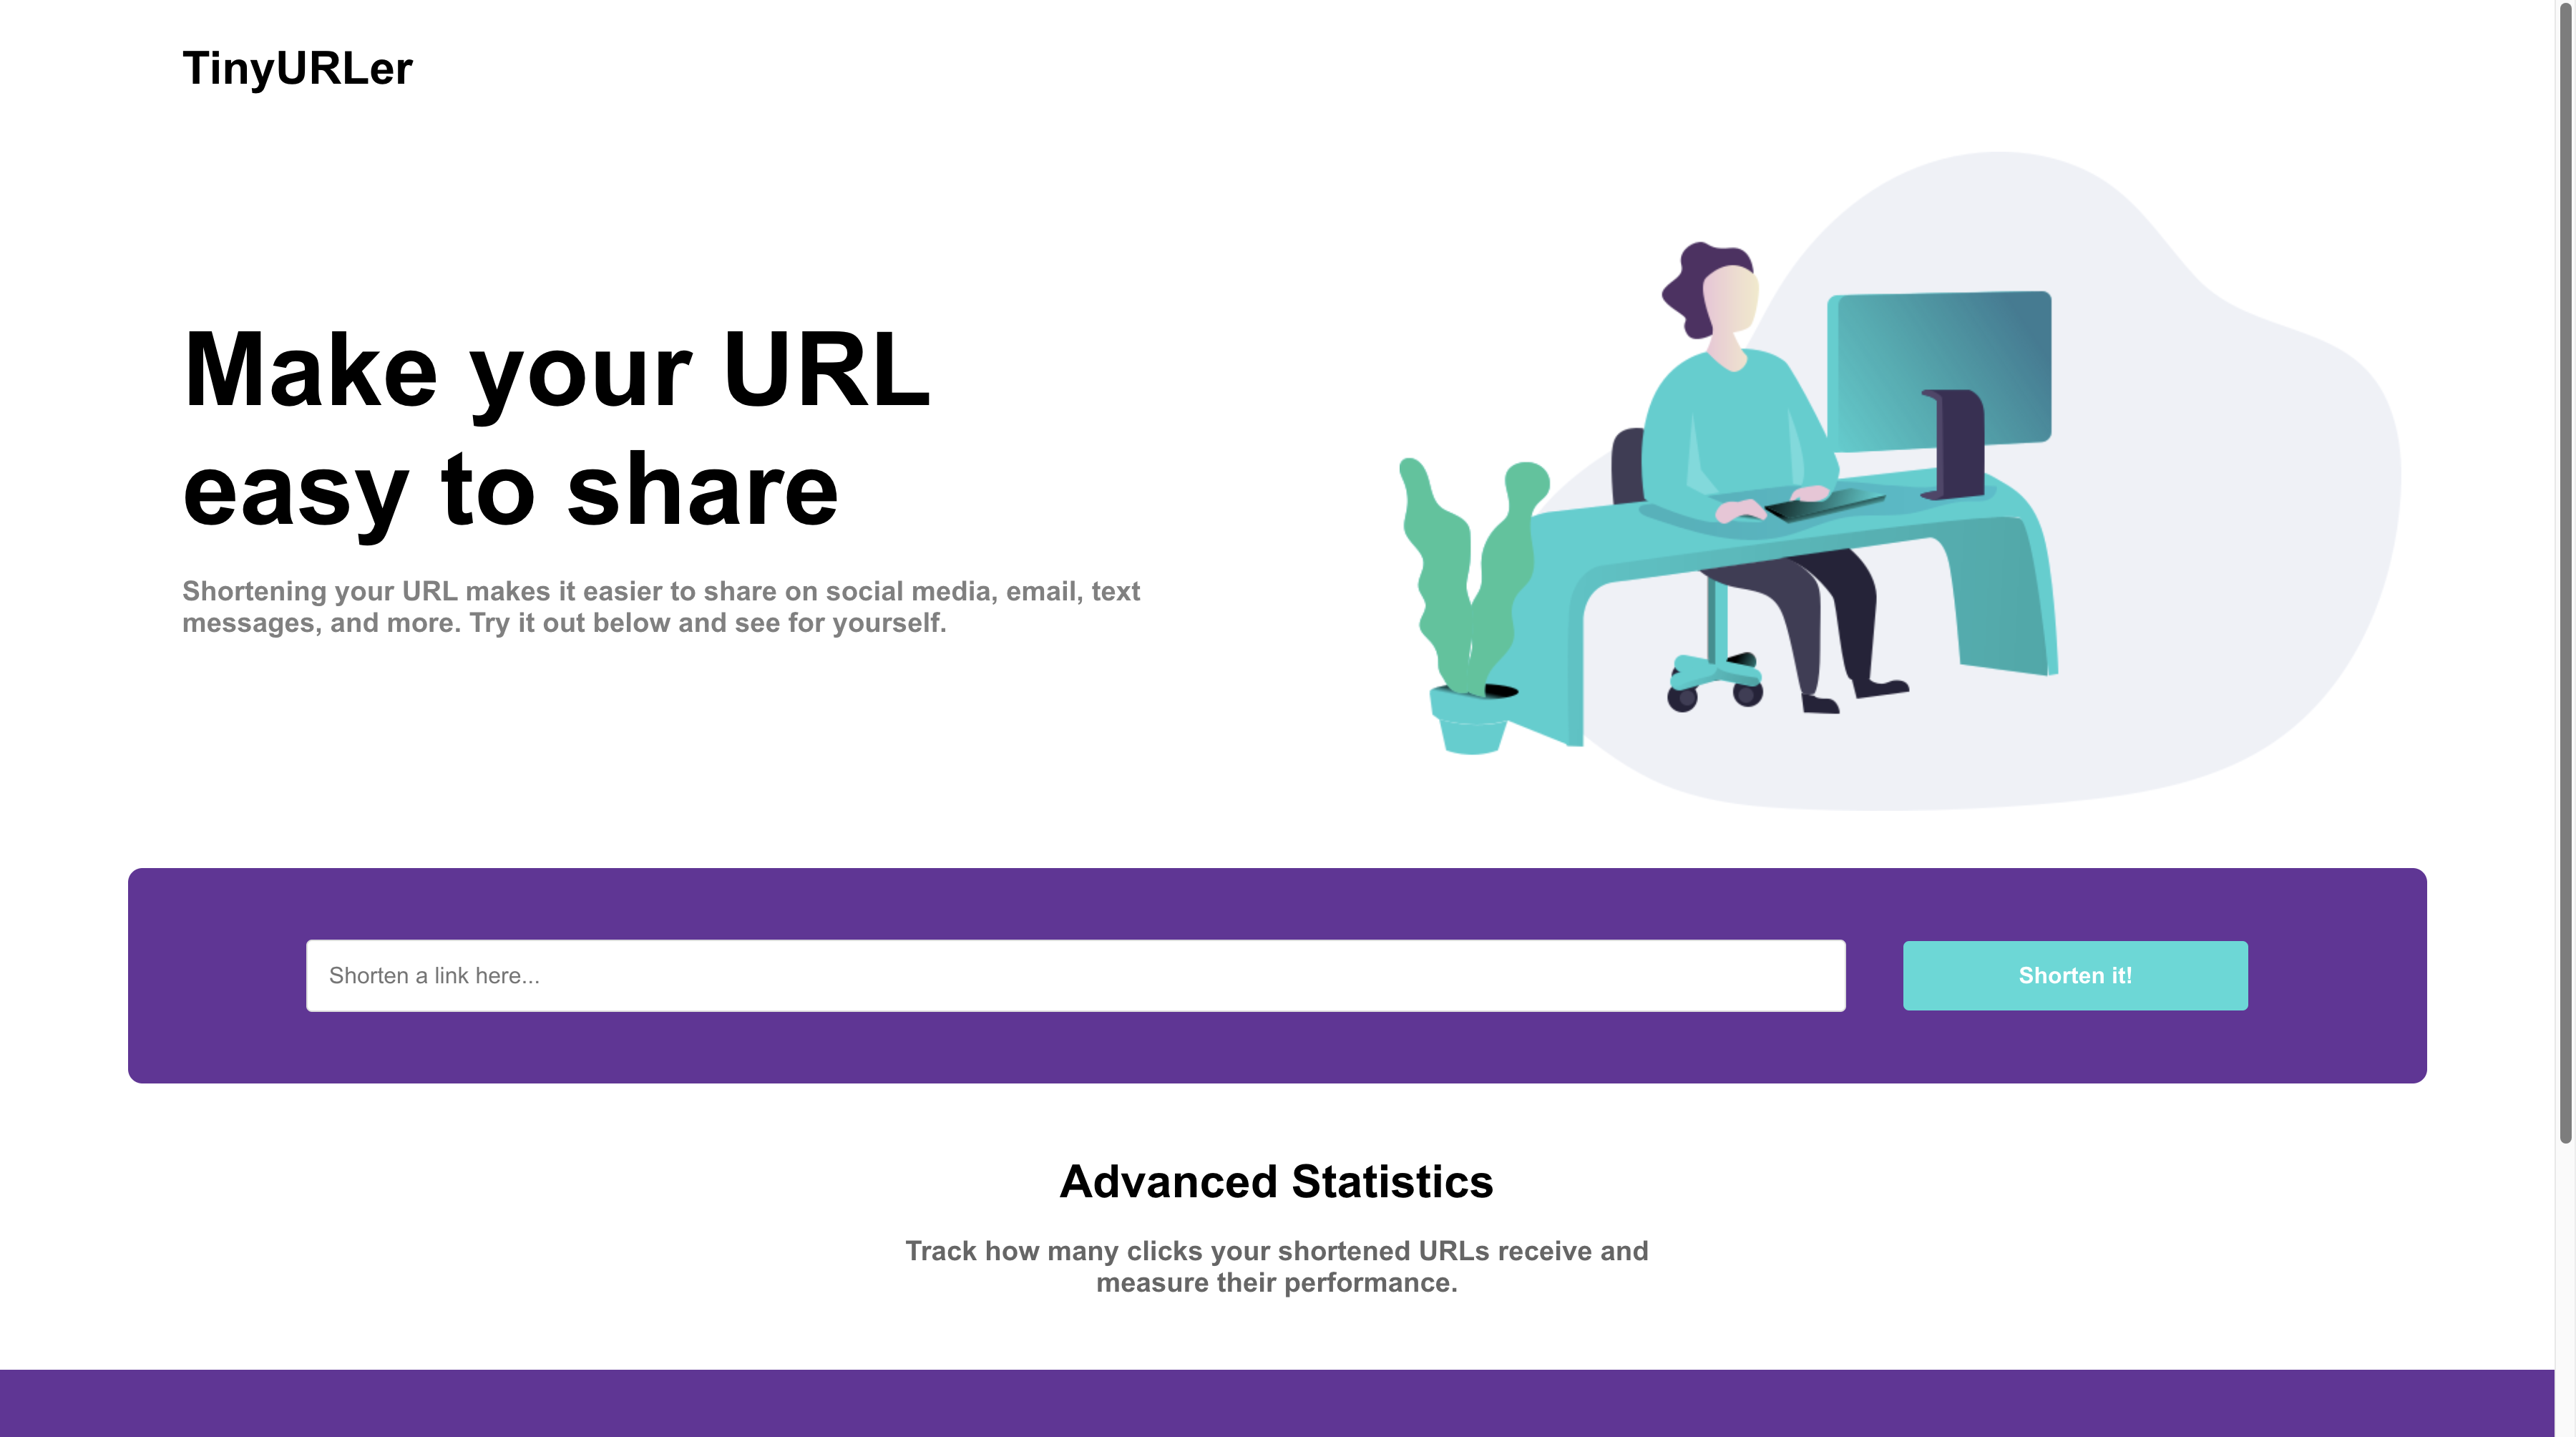 TinyURLer
Make your URL
easy to share
Shortening your URL makes it easier to share on social media, email, text
messages, and more. Try it out below and see for yourself.
Shorten a link here...
Shorten it!
Advanced Statistics
Track how many clicks your shortened URLs receive and
measure their performance.